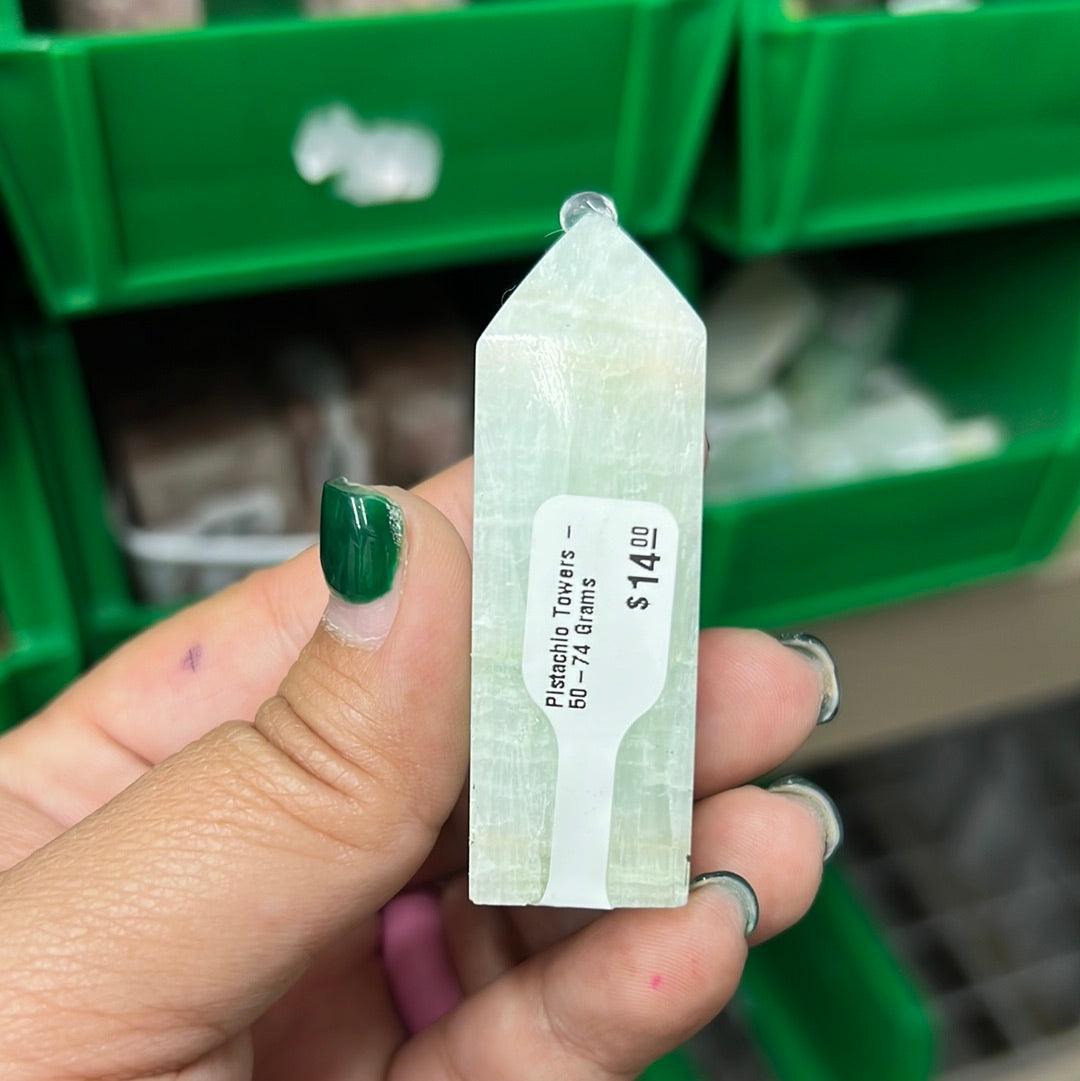 Pistachio Towers –
50–74 Grams
$14.00